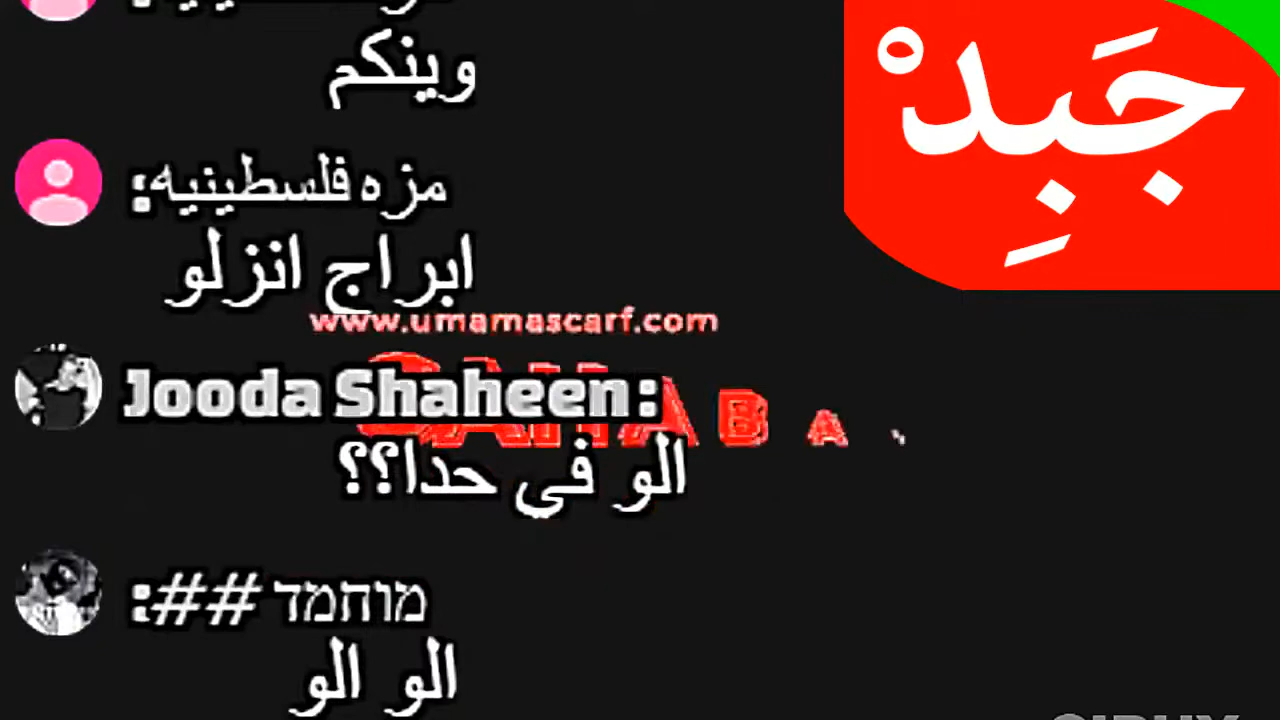 وينكم
جَبِدْ
مزه فلسطينيه:
ابراج انزلو
www.umamascarf.com
Jooda Shaheen:
الو في حدا؟؟
מוחמד ##:
الو الو